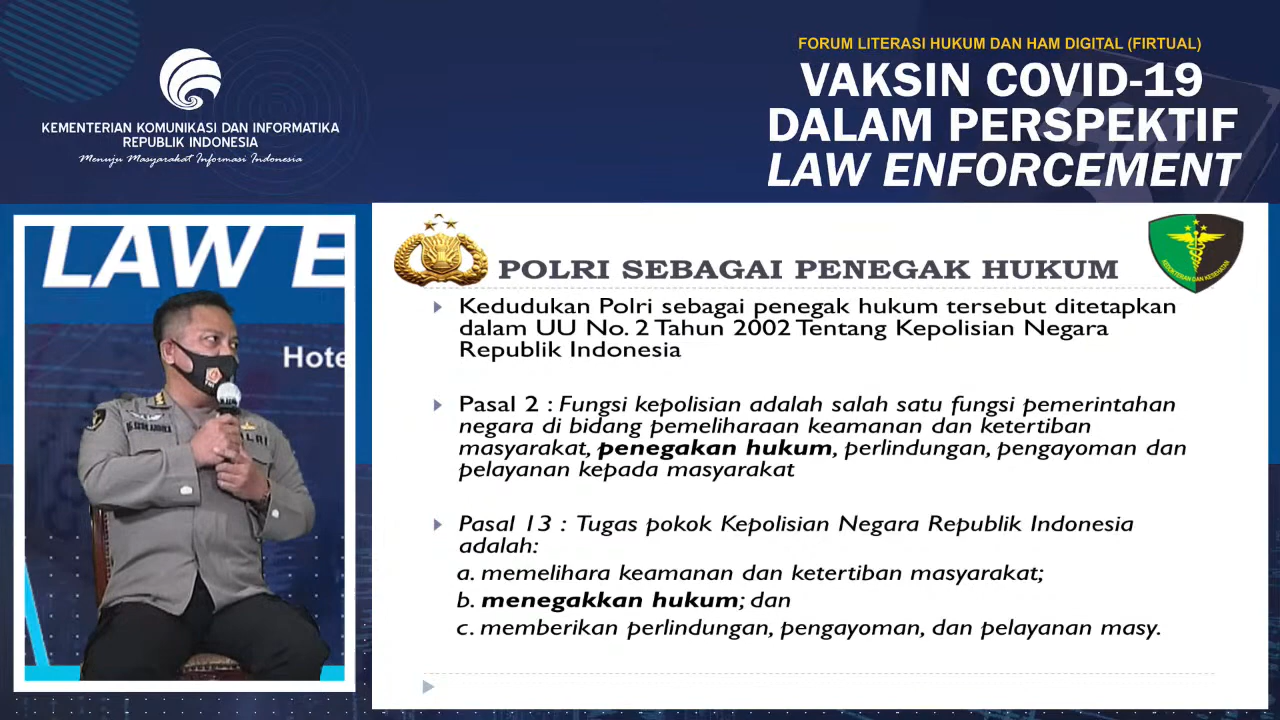 KEMENTERIAN KOMUNIKASI DAN INFORMATIKA
REPUBLIK INDONESIA
Menuju Masyarakat Informasi Indonesia
FORUM LITERASI HUKUM DAN HAM DIGITAL (FIRTUAL)
VAKSIN COVID-19
DALAM PERSPEKTIF
LAW ENFORCEMENT
LAW E
Hote
POLRI SEBAGAI PENEGAK HUKUM
KEDOKTERAN DAN KESEHATAN
Kedudukan Polri sebagai penegak hukum tersebut ditetapkan
dalam UU No. 2 Tahun 2002 Tentang Kepolisian Negara
Republik Indonesia
Pasal 2 : Fungsi kepolisian adalah salah satu fungsi pemerintahan
negara di bidang pemeliharaan keamanan dan ketertiban
masyarakat, penegakan hukum, perlindungan, pengayoman dan
pelayanan kepada masyarakat
Pasal 13 : Tugas pokok Kepolisian Negara Republik Indonesia
adalah:
a. memelihara keamanan dan ketertiban masyarakat;
b. menegakkan hukum; dan
c. memberikan perlindungan, pengayoman, dan pelayanan masy.